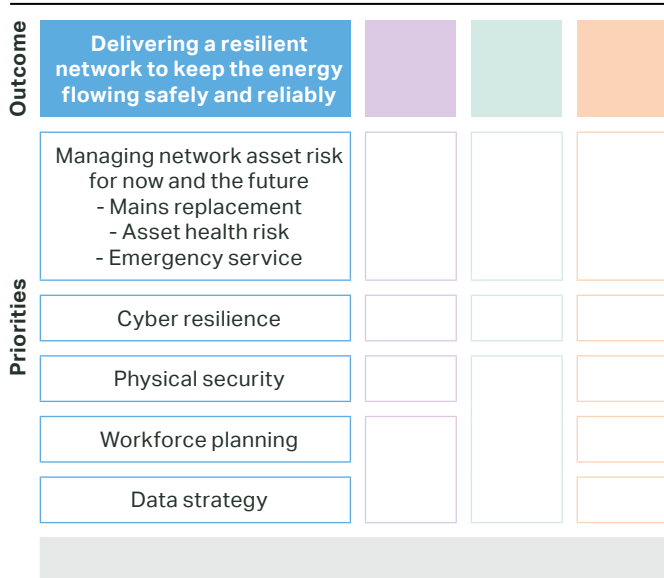 Outcome
Delivering a resilient
network to keep the energy
flowing safely and reliably
Priorities
Managing network asset risk
for now and the future
- Mains replacement
- Asset health risk
- Emergency service
Cyber resilience
Physical security
Workforce planning
Data strategy